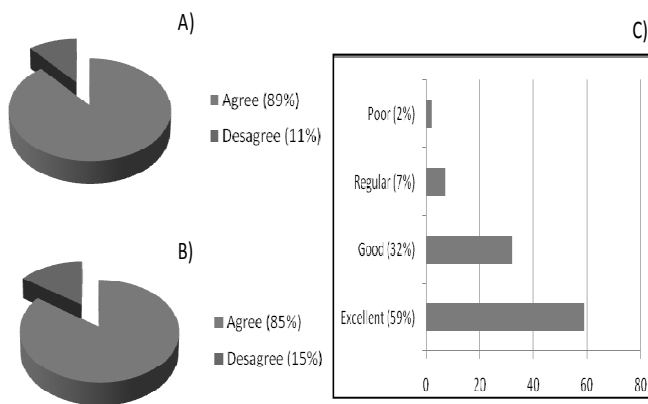 A)
Agree (89%)
Desagree (11%)
B)
Agree (85%)
Desagree (15%)
C)
Poor (2%)
Regular (7%)
Good (32%)
Excellent (59%)
0 20 40 60 80